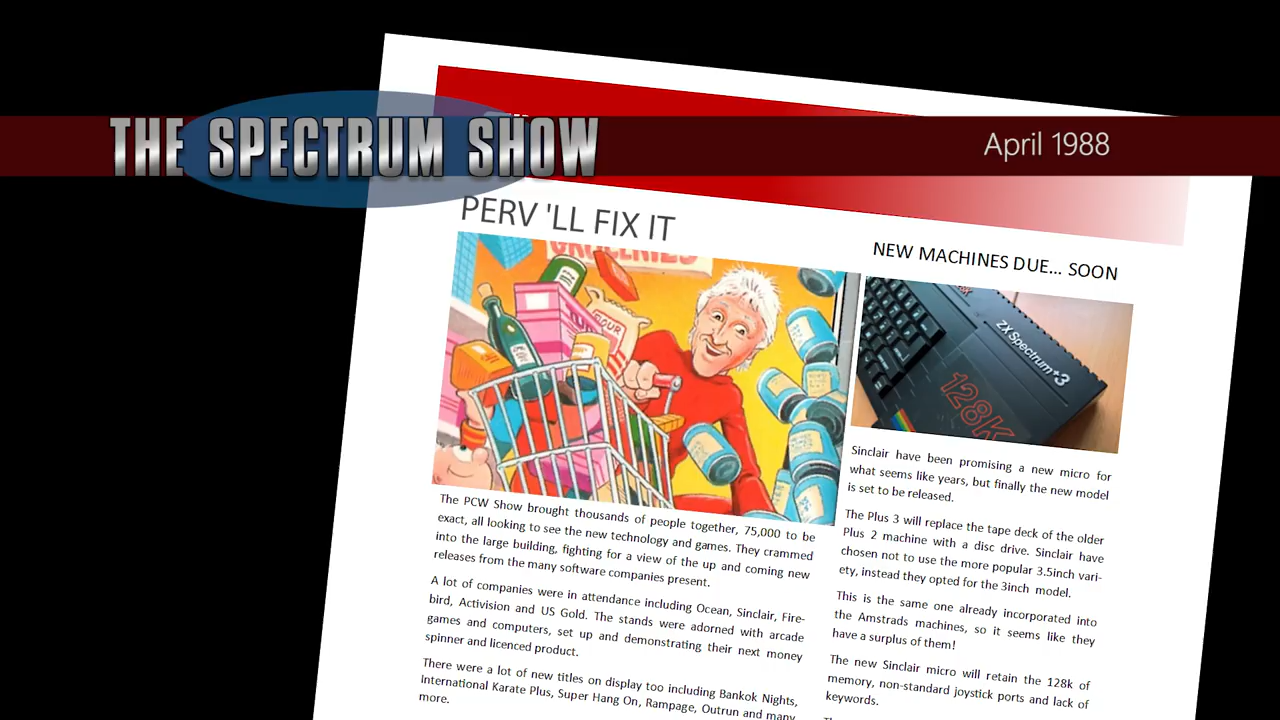 THE SPECTRUM SHOW
April 1988
PERV 'LL FIX IT
GROCERIES
FLOUR
The PCW Show brought thousands of people together, 75,000 to be
exact, all looking to see the new technology and games. They crammed
into the large building, fighting for a view of the up and coming new
releases from the many software companies present.
A lot of companies were in attendance including Ocean, Sinclair, Fire-
bird, Activision and US Gold. The stands were adorned with arcade
games and computers, set up and demonstrating their next money
spinner and licenced product.
There were a lot of new titles on display too including Bankok Nights,
International Karate Plus, Super Hang On, Rampage, Outrun and many
more.
NEW MACHINES DUE... SOON
ZX Spectrum +3
128K
Sinclair have been promising a new micro for
what seems like years, but finally the new model
is set to be released.
The Plus 3 will replace the tape deck of the older
Plus 2 machine with a disc drive. Sinclair have
chosen not to use the more popular 3.5inch vari-
ety, instead they opted for the 3inch model.
This is the same one already incorporated into
the Amstrads machines, so it seems like they
have a surplus of them!
The new Sinclair micro will retain the 128k of
memory, non-standard joystick ports and lack of
keywords.